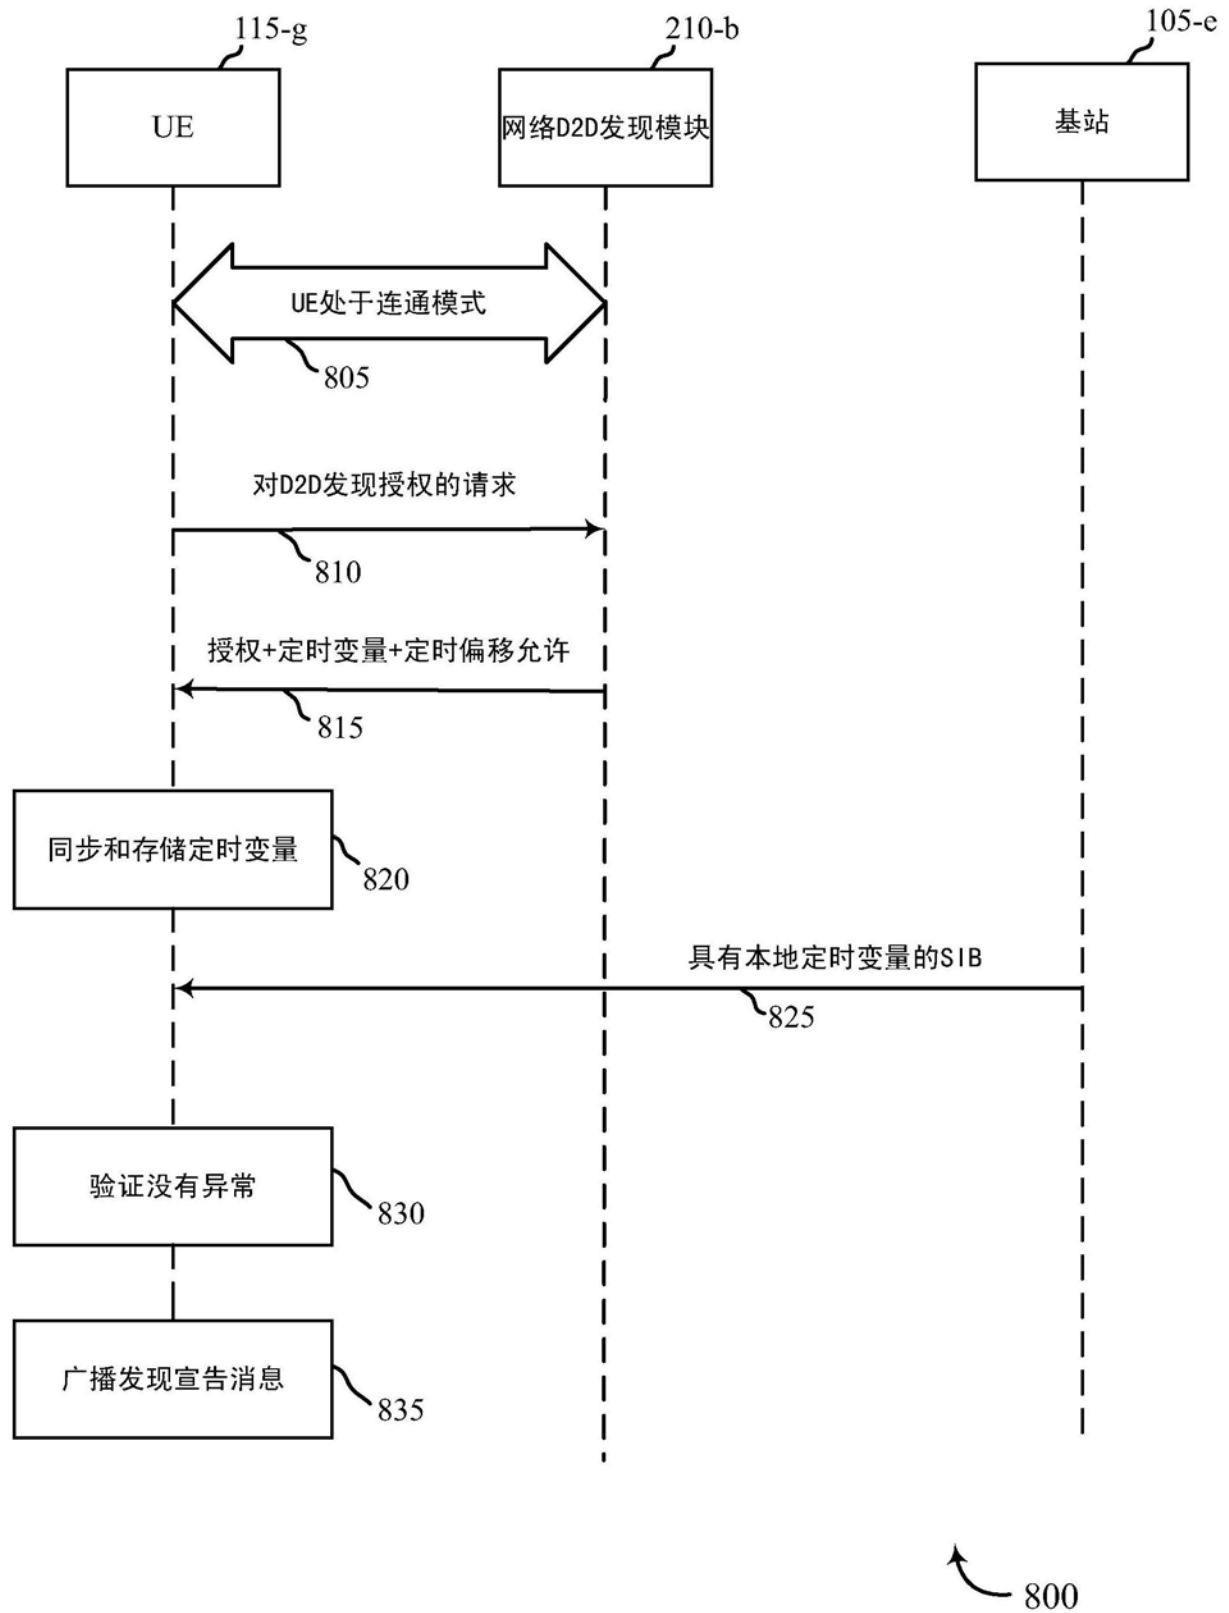 115-g
210-b
105-e
UE
网络D2D发现模块
基站
UE处于连通模式
805
对D2D发现授权的请求
810
授权+定时变量+定时偏移允许
815
同步和存储定时变量
820
具有本地定时变量的SIB
825
验证没有异常
830
广播发现宣告消息
835
800